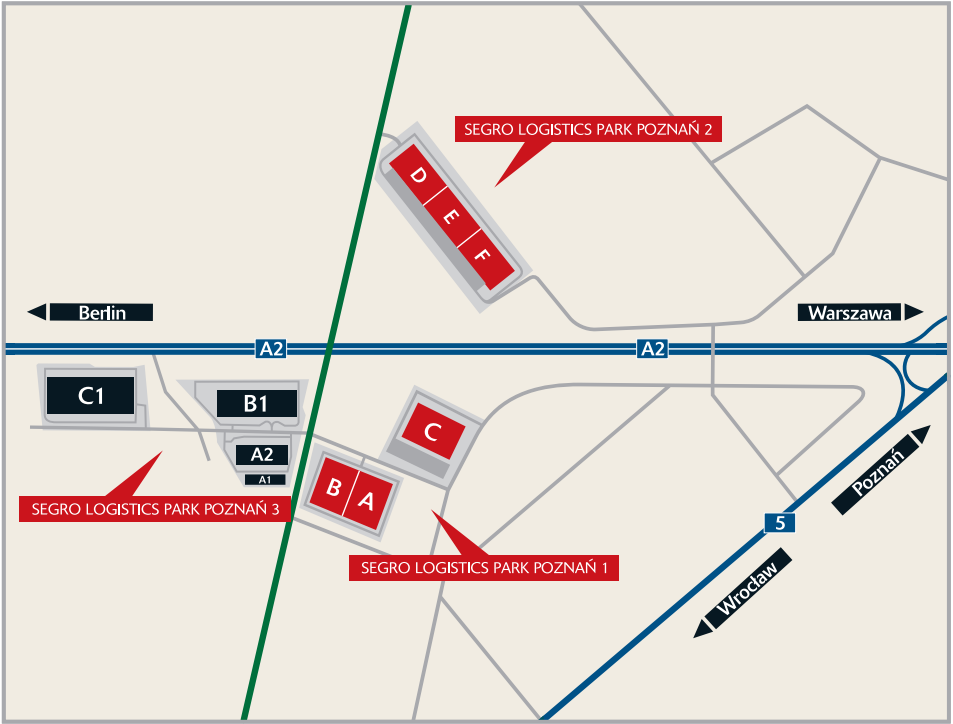 SEGRO LOGISTICS PARK POZNAŃ 2
D
E
F
Berlin
Warszawa
A2
A2
C1
B1
C
A2
A1
B
A
Poznań
SEGRO LOGISTICS PARK POZNAŃ 3
5
SEGRO LOGISTICS PARK POZNAŃ 1
Wrocław